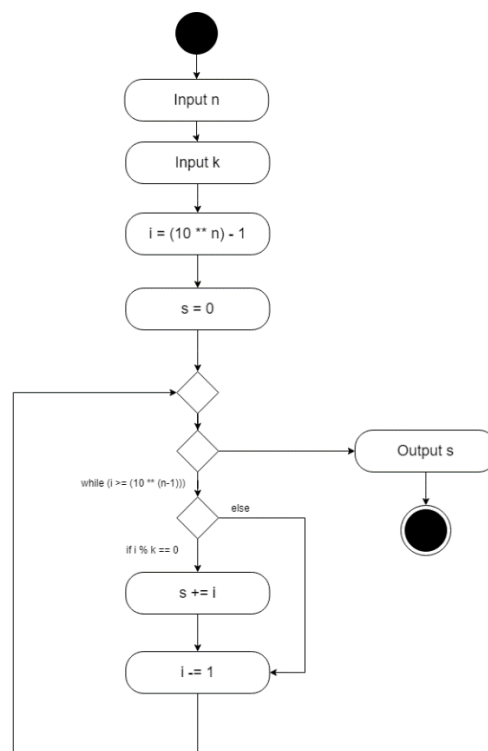 Input n
Input k
i = (10 ** n) - 1
s = 0
Output s
while (i >= (10 ** (n-1)))
else
if i % k == 0
s += i
i -= 1